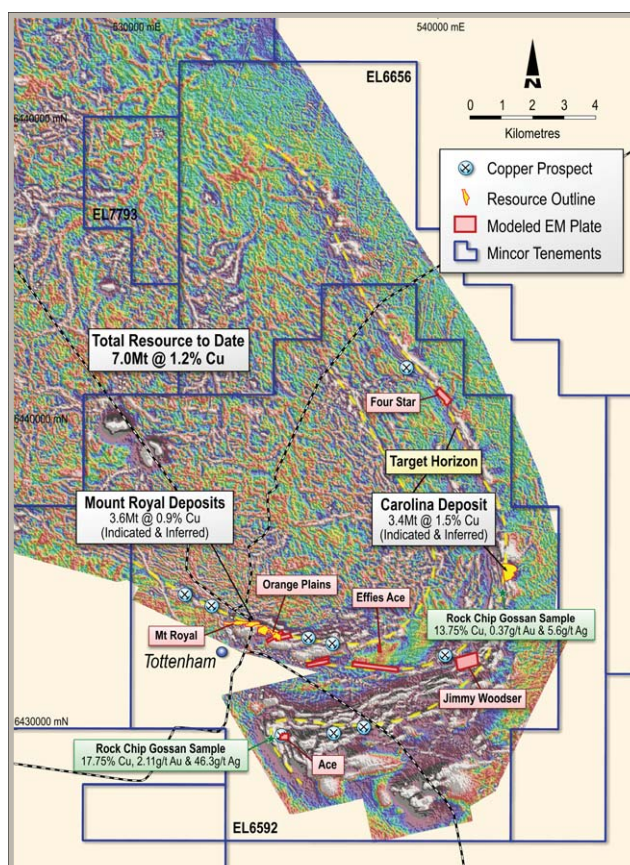 530000 mE
540000 mE
EL6656
N
0 1 2 3 4
Kilometres
6440000 mN
Copper Prospect
Resource Outline
Modeled EM Plate
Mincor Tenements
EL7793
Total Resource to Date
7.0Mt @ 1.2% Cu
Four Star
6440000 mN
Target Horizon
Mount Royal Deposits
3.6Mt @ 0.9% Cu
(Indicated & Inferred)
Carolina Deposit
3.4Mt @ 1.5% Cu
(Indicated & Inferred)
Orange Plains
Effies Ace
Rock Chip Gossan Sample
13.75% Cu, 0.37g/t Au & 5.6g/t Ag
Mt Royal
Tottenham
Jimmy Woodser
6430000 mN
Rock Chip Gossan Sample
17.75% Cu, 2.11g/t Au & 46.3g/t Ag
Ace
EL6592